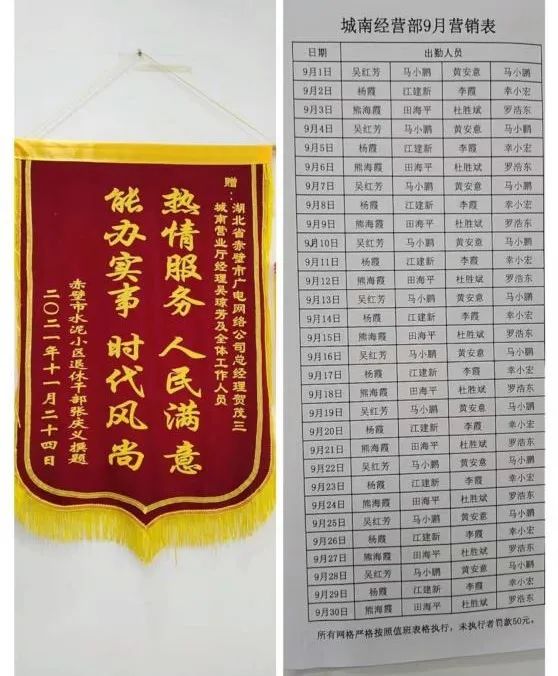 赠:
湖北省赤壁市广电网络公司总经理贺茂三
城南营业厅经理吴琼芳及全体工作人员
热情服务 人民满意
能办实事 时代风尚
赤壁市水泥小区退休干部张庆义撰题
二〇二一年十一月二十四日
城南经营部9月营销表
日期 出勤人员
9月1日 吴红芳 马小鹏 黄安意 马小鹏
9月2日 杨霞 江建新 李霞 幸小宏
9月3日 熊海霞 田海平 杜胜斌 罗浩东
9月4日 吴红芳 马小鹏 黄安意 马小鹏
9月5日 杨霞 江建新 李霞 幸小宏
9月6日 熊海霞 田海平 杜胜斌 罗浩东
9月7日 吴红芳 马小鹏 黄安意 马小鹏
9月8日 杨霞 江建新 李霞 幸小宏
9月9日 熊海霞 田海平 杜胜斌 罗浩东
9月10日 吴红芳 马小鹏 黄安意 马小鹏
9月11日 杨霞 江建新 李霞 幸小宏
9月12日 熊海霞 田海平 杜胜斌 罗浩东
9月13日 吴红芳 马小鹏 黄安意 马小鹏
9月14日 杨霞 江建新 李霞 幸小宏
9月15日 熊海霞 田海平 杜胜斌 罗浩东
9月16日 吴红芳 马小鹏 黄安意 马小鹏
9月17日 杨霞 江建新 李霞 幸小宏
9月18日 熊海霞 田海平 杜胜斌 罗浩东
9月19日 吴红芳 马小鹏 黄安意 马小鹏
9月20日 杨霞 江建新 李霞 幸小宏
9月21日 熊海霞 田海平 杜胜斌 罗浩东
9月22日 吴红芳 马小鹏 黄安意 马小鹏
9月23日 杨霞 江建新 李霞 幸小宏
9月24日 熊海霞 田海平 杜胜斌 罗浩东
9月25日 吴红芳 马小鹏 黄安意 马小鹏
9月26日 杨霞 江建新 李霞 幸小宏
9月27日 熊海霞 田海平 杜胜斌 罗浩东
9月28日 吴红芳 马小鹏 黄安意 马小鹏
9月29日 杨霞 江建新 李霞 幸小宏
9月30日 熊海霞 田海平 杜胜斌 罗浩东
所有网格严格按照值班表格执行，未执行者罚款50元。